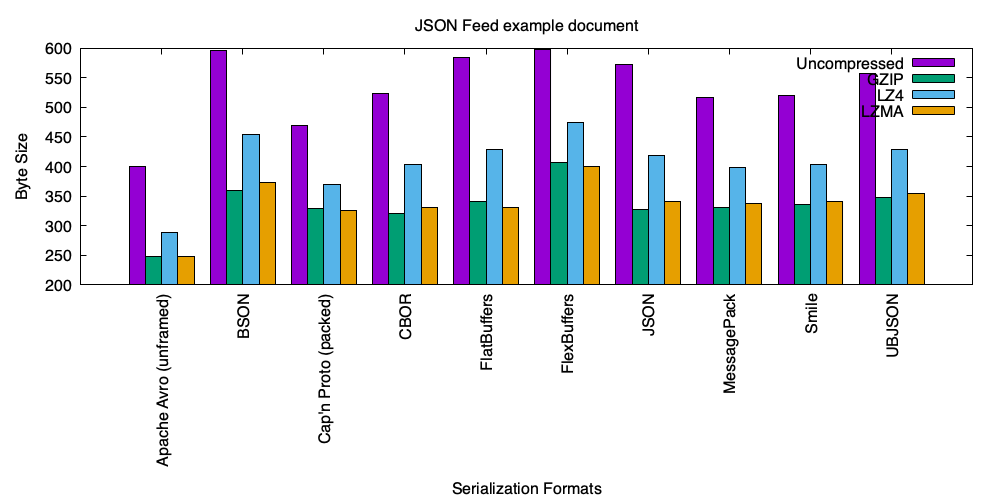 JSON Feed example document
600
550
500
450
400
350
300
250
200
Byte Size
Uncompressed
GZIP
LZ4
LZMA
Apache Avro (unframed)
BSON
Cap'n Proto (packed)
CBOR
FlatBuffers
FlexBuffers
JSON
MessagePack
Smile
UBJSON
Serialization Formats